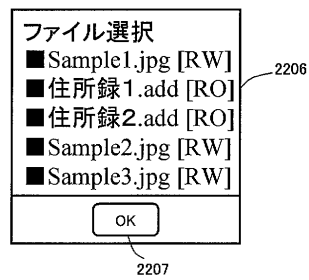 ファイル選択
■Sample1.jpg [RW]
■住所録1.add [RO]
■住所録2.add [RO]
■Sample2.jpg [RW]
■Sample3.jpg [RW]
OK
2206
2207